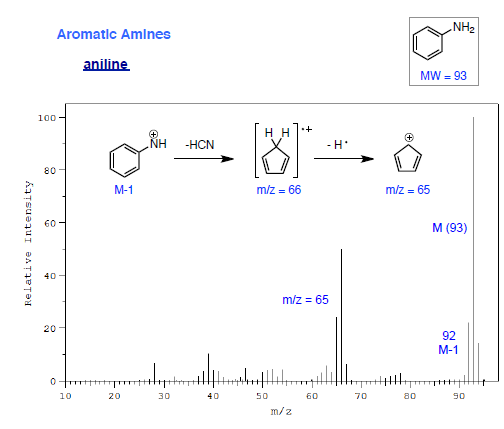 Aromatic Amines
aniline
NH2
MW = 93
NH
-HCN
H H
•+
- H•
M-1
m/z = 66
m/z = 65
M (93)
m/z = 65
92
M-1
Relative Intensity
100
80
60
40
20
0
10 20 30 40 50 60 70 80 90
m/z